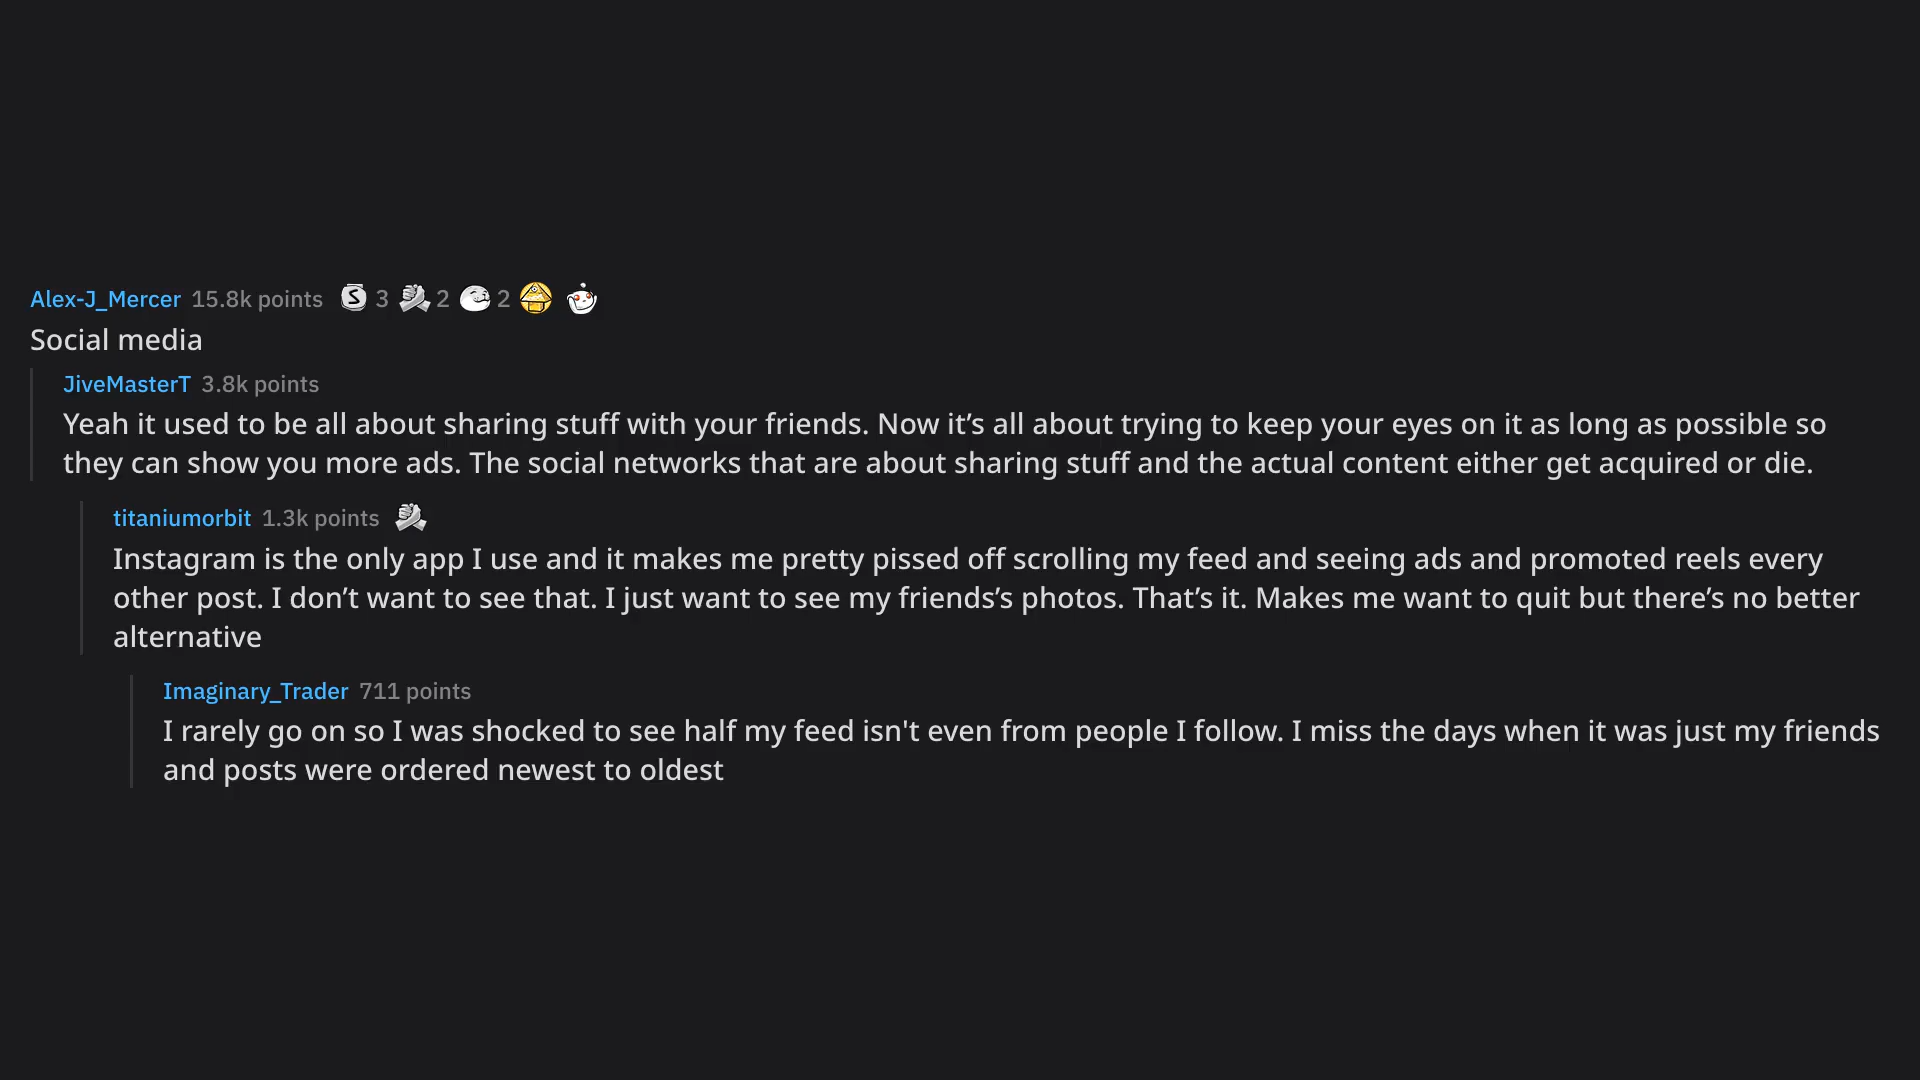 Alex-J_Mercer 15.8k points 3 2 2
Social media
JiveMasterT 3.8k points
Yeah it used to be all about sharing stuff with your friends. Now it’s all about trying to keep your eyes on it as long as possible so
they can show you more ads. The social networks that are about sharing stuff and the actual content either get acquired or die.
titaniumorbit 1.3k points
Instagram is the only app I use and it makes me pretty pissed off scrolling my feed and seeing ads and promoted reels every
other post. I don’t want to see that. I just want to see my friends’s photos. That’s it. Makes me want to quit but there’s no better
alternative
Imaginary_Trader 711 points
I rarely go on so I was shocked to see half my feed isn't even from people I follow. I miss the days when it was just my friends
and posts were ordered newest to oldest